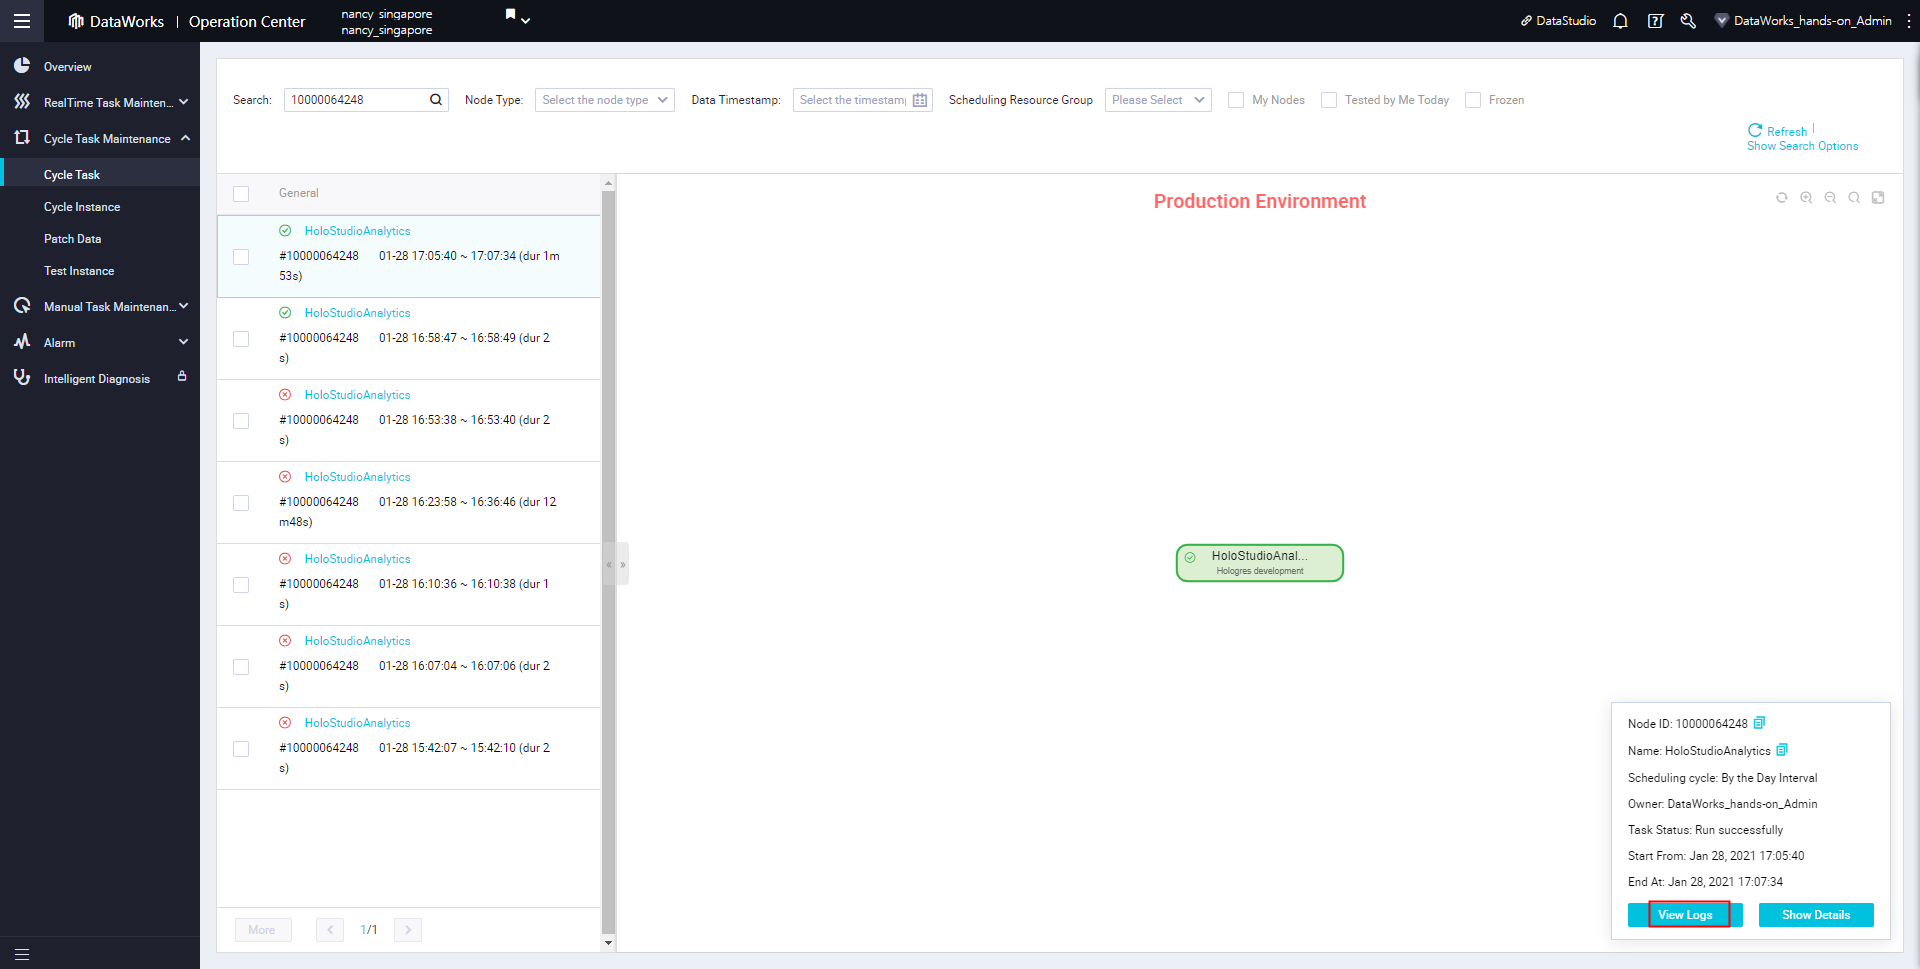 DataWorks | Operation Center
nancy_singapore
nancy_singapore
DataStudio
DataWorks_hands-on_Admin
Overview
RealTime Task Mainten...
Cycle Task Maintenance
Cycle Task
Cycle Instance
Patch Data
Test Instance
Manual Task Maintenan...
Alarm
Intelligent Diagnosis
Search: 10000064248
Node Type: Select the node type
Data Timestamp: Select the timestam
Scheduling Resource Group Please Select
My Nodes
Tested by Me Today
Frozen
Refresh |
Show Search Options
General
HoloStudioAnalytics
#10000064248 01-28 17:05:40 ~ 17:07:34 (dur 1m
53s)
HoloStudioAnalytics
#10000064248 01-28 16:58:47 ~ 16:58:49 (dur 2
s)
HoloStudioAnalytics
#10000064248 01-28 16:53:38 ~ 16:53:40 (dur 2
s)
HoloStudioAnalytics
#10000064248 01-28 16:23:58 ~ 16:36:46 (dur 12
m48s)
HoloStudioAnalytics
#10000064248 01-28 16:10:36 ~ 16:10:38 (dur 1
s)
HoloStudioAnalytics
#10000064248 01-28 16:07:04 ~ 16:07:06 (dur 2
s)
HoloStudioAnalytics
#10000064248 01-28 15:42:07 ~ 15:42:10 (dur 2
s)
More
1/1
Production Environment
HoloStudioAnal...
Hologres development
Node ID: 10000064248
Name: HoloStudioAnalytics
Scheduling cycle: By the Day Interval
Owner: DataWorks_hands-on_Admin
Task Status: Run successfully
Start From: Jan 28, 2021 17:05:40
End At: Jan 28, 2021 17:07:34
View Logs
Show Details